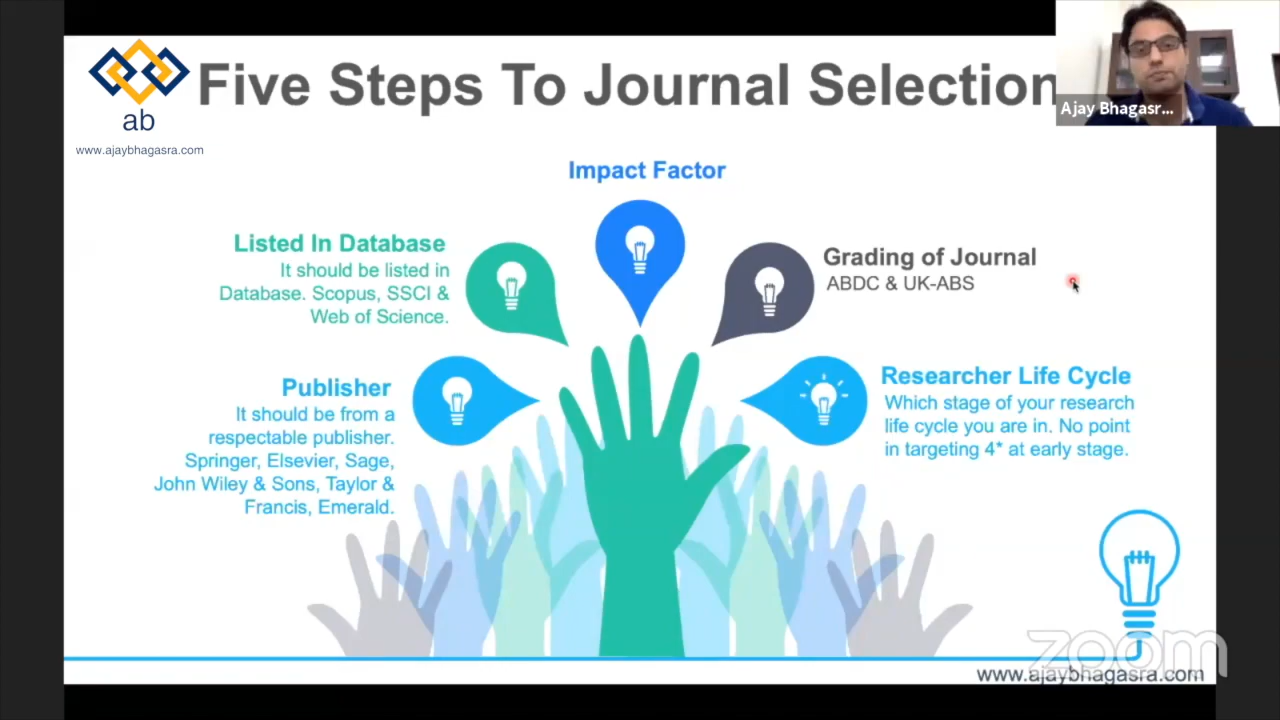 Five Steps To Journal Selection
Ajay Bhagasr...
ab
www.ajaybhagasra.com
Impact Factor
Listed In Database
It should be listed in
Database. Scopus, SSCI &
Web of Science.
Grading of Journal
ABDC & UK-ABS
Publisher
It should be from a
respectable publisher.
Springer, Elsevier, Sage,
John Wiley & Sons, Taylor &
Francis, Emerald.
Researcher Life Cycle
Which stage of your research
life cycle you are in. No point
in targeting 4* at early stage.
zoom
www.ajaybhagasra.com